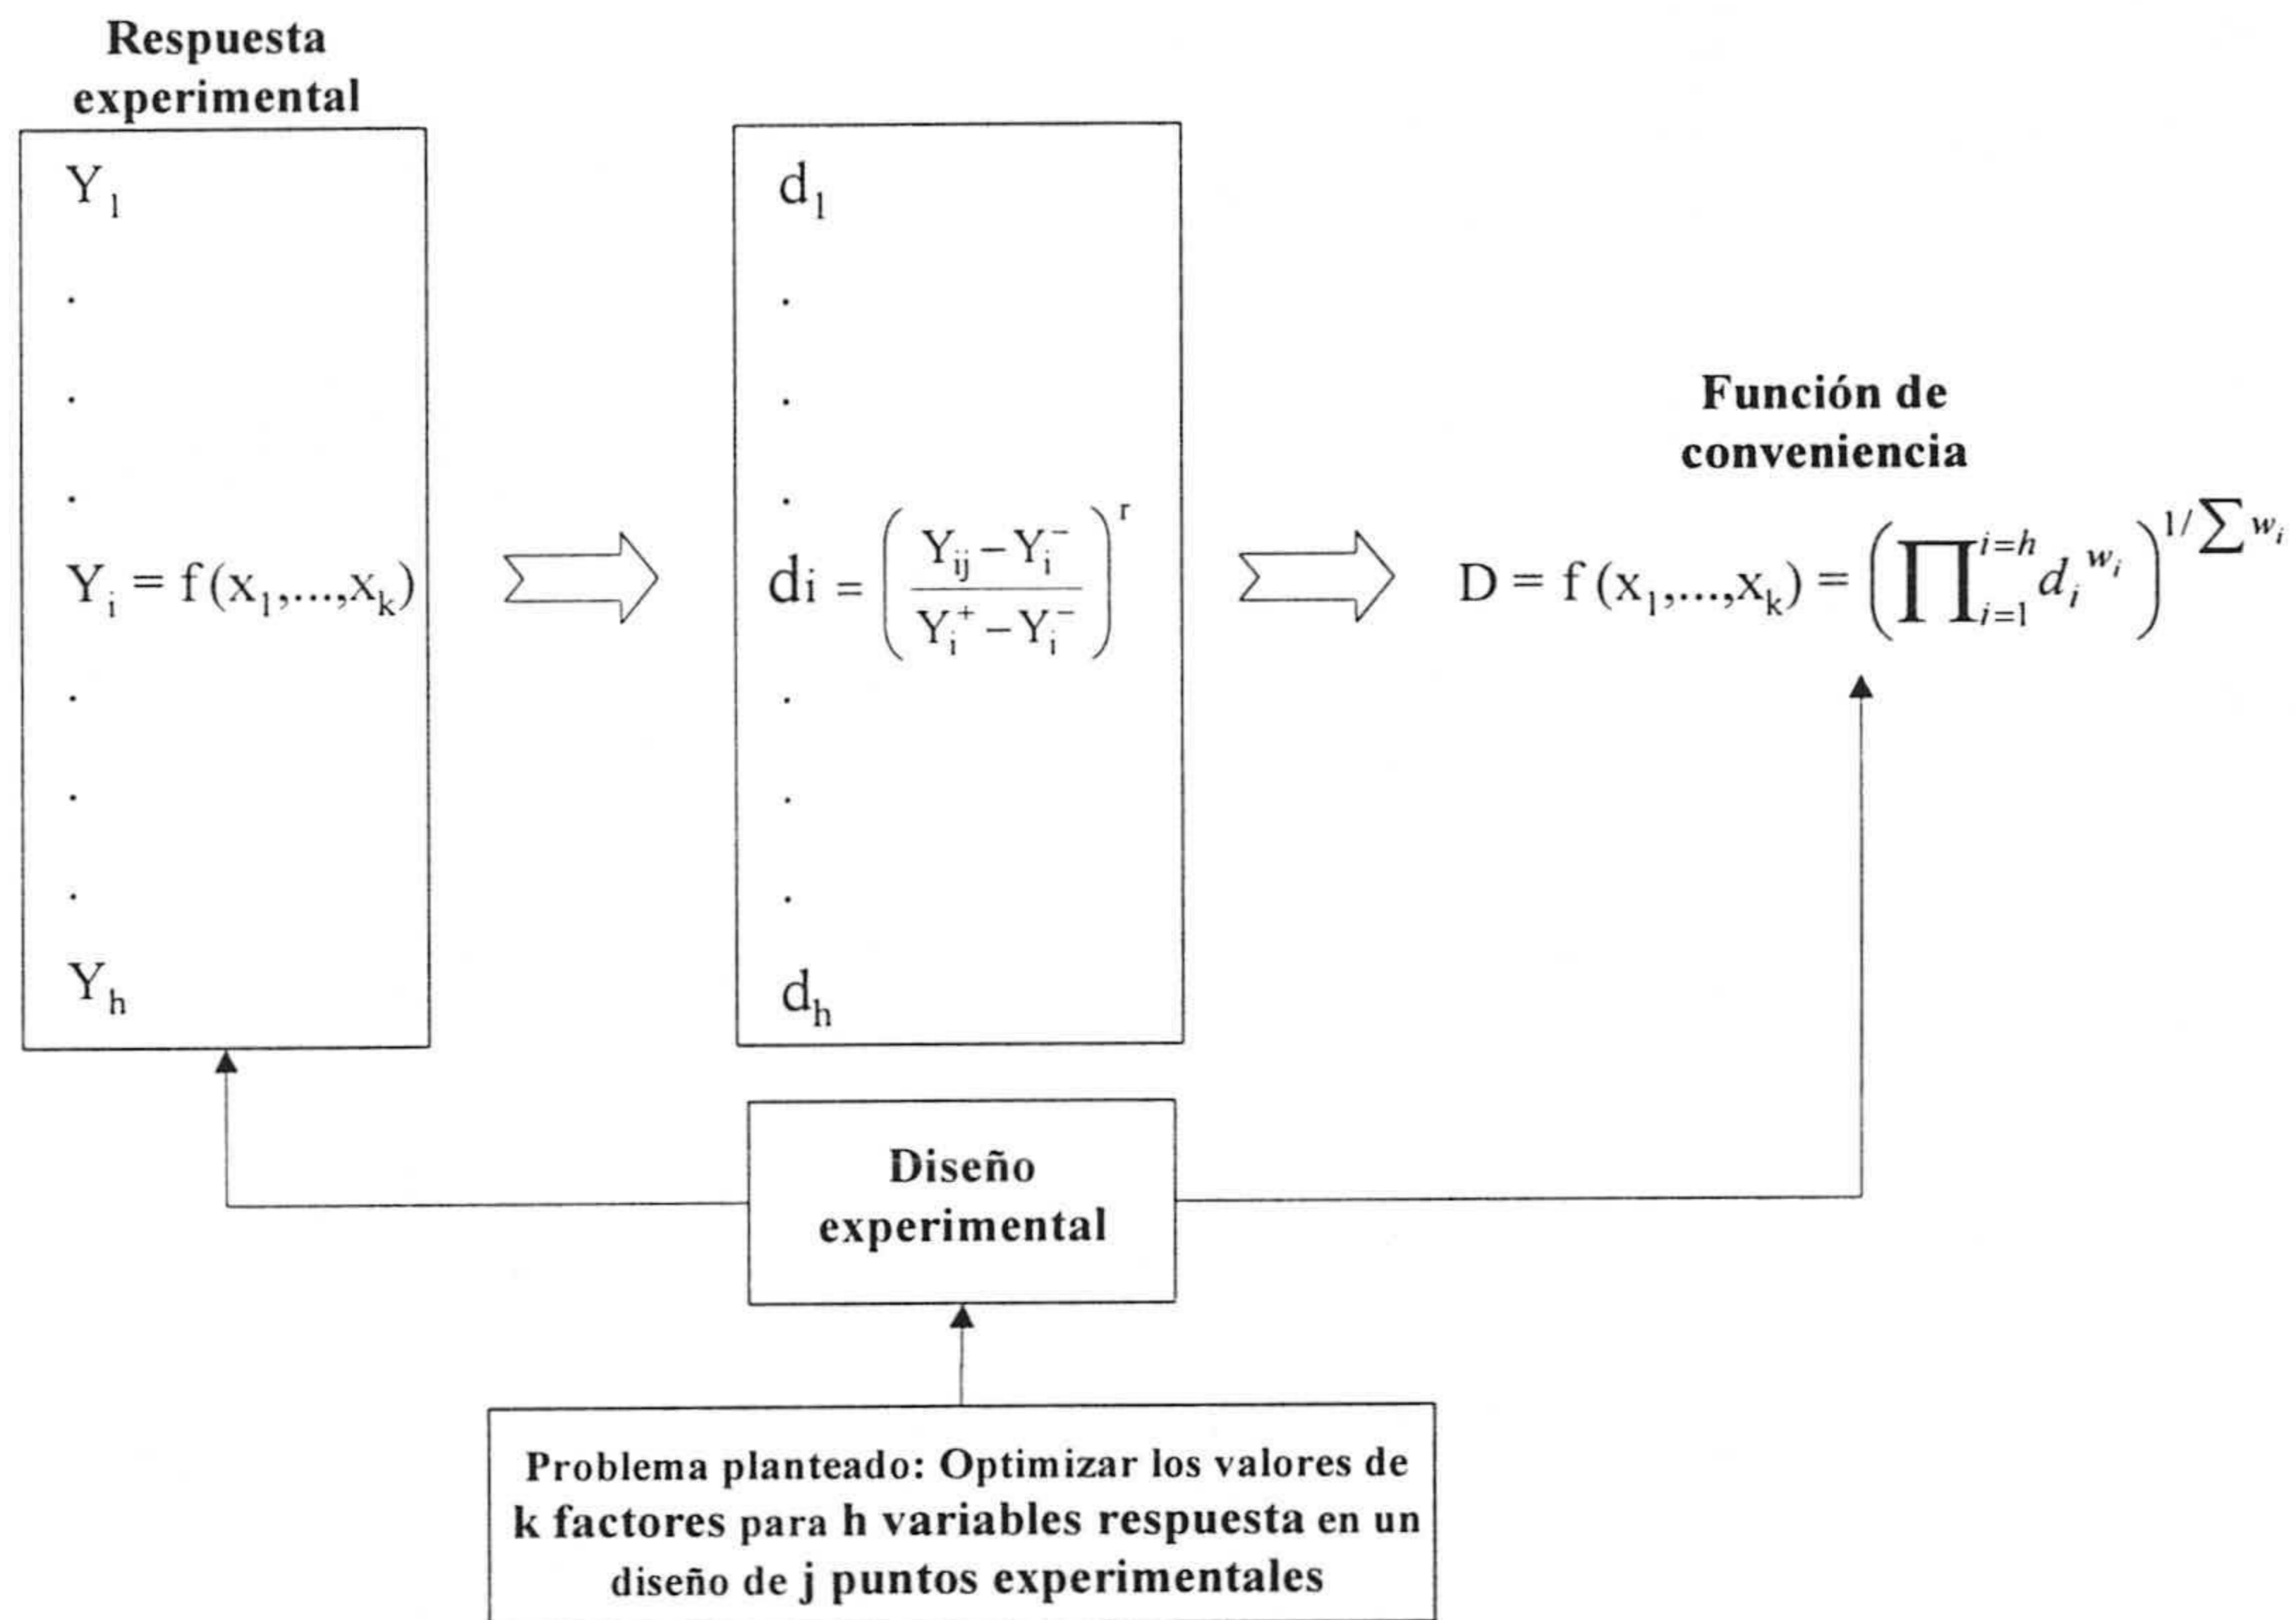 Respuesta
experimental
Y₁
.
.
.
Yᵢ = f(x₁,...,xₖ)
.
.
.
Yₕ
d₁
.
.
.
di = ( (Yᵢⱼ – Yᵢ⁻) / (Yᵢ⁺ – Yᵢ⁻) )ʳ
.
.
.
dₕ
Función de
conveniencia
D = f (x₁,...,xₖ) = (∏ᵢ₌₁ⁱ⁼ʰ dᵢ^wᵢ)^(1/∑wᵢ)
Diseño
experimental
Problema planteado: Optimizar los valores de
k factores para h variables respuesta en un
diseño de j puntos experimentales